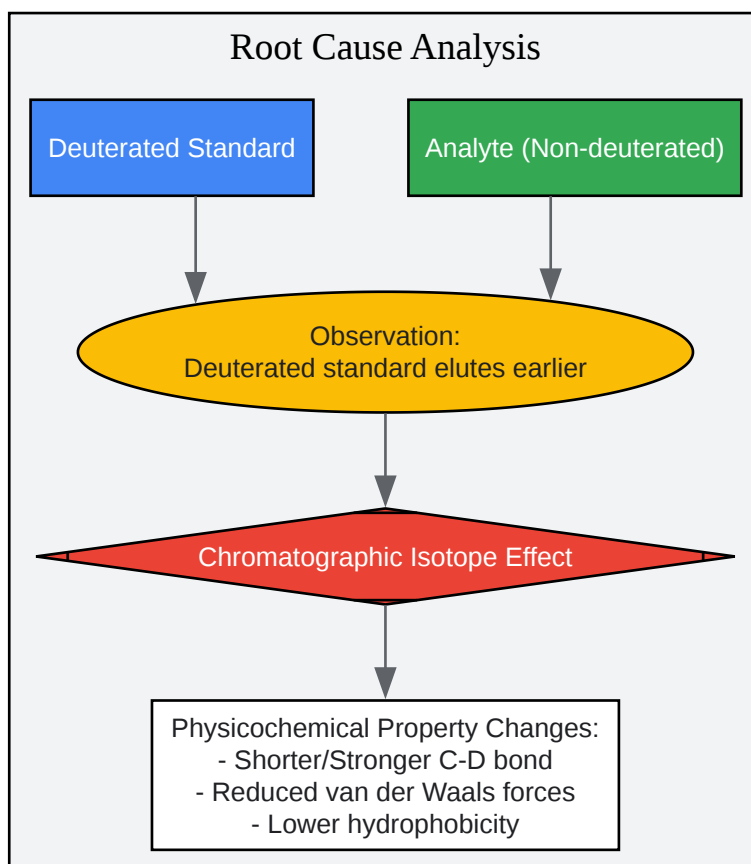 Root Cause Analysis
Deuterated Standard
Analyte (Non-deuterated)
Observation:
Deuterated standard elutes earlier
Chromatographic Isotope Effect
Physicochemical Property Changes:
- Shorter/Stronger C-D bond
- Reduced van der Waals forces
- Lower hydrophobicity